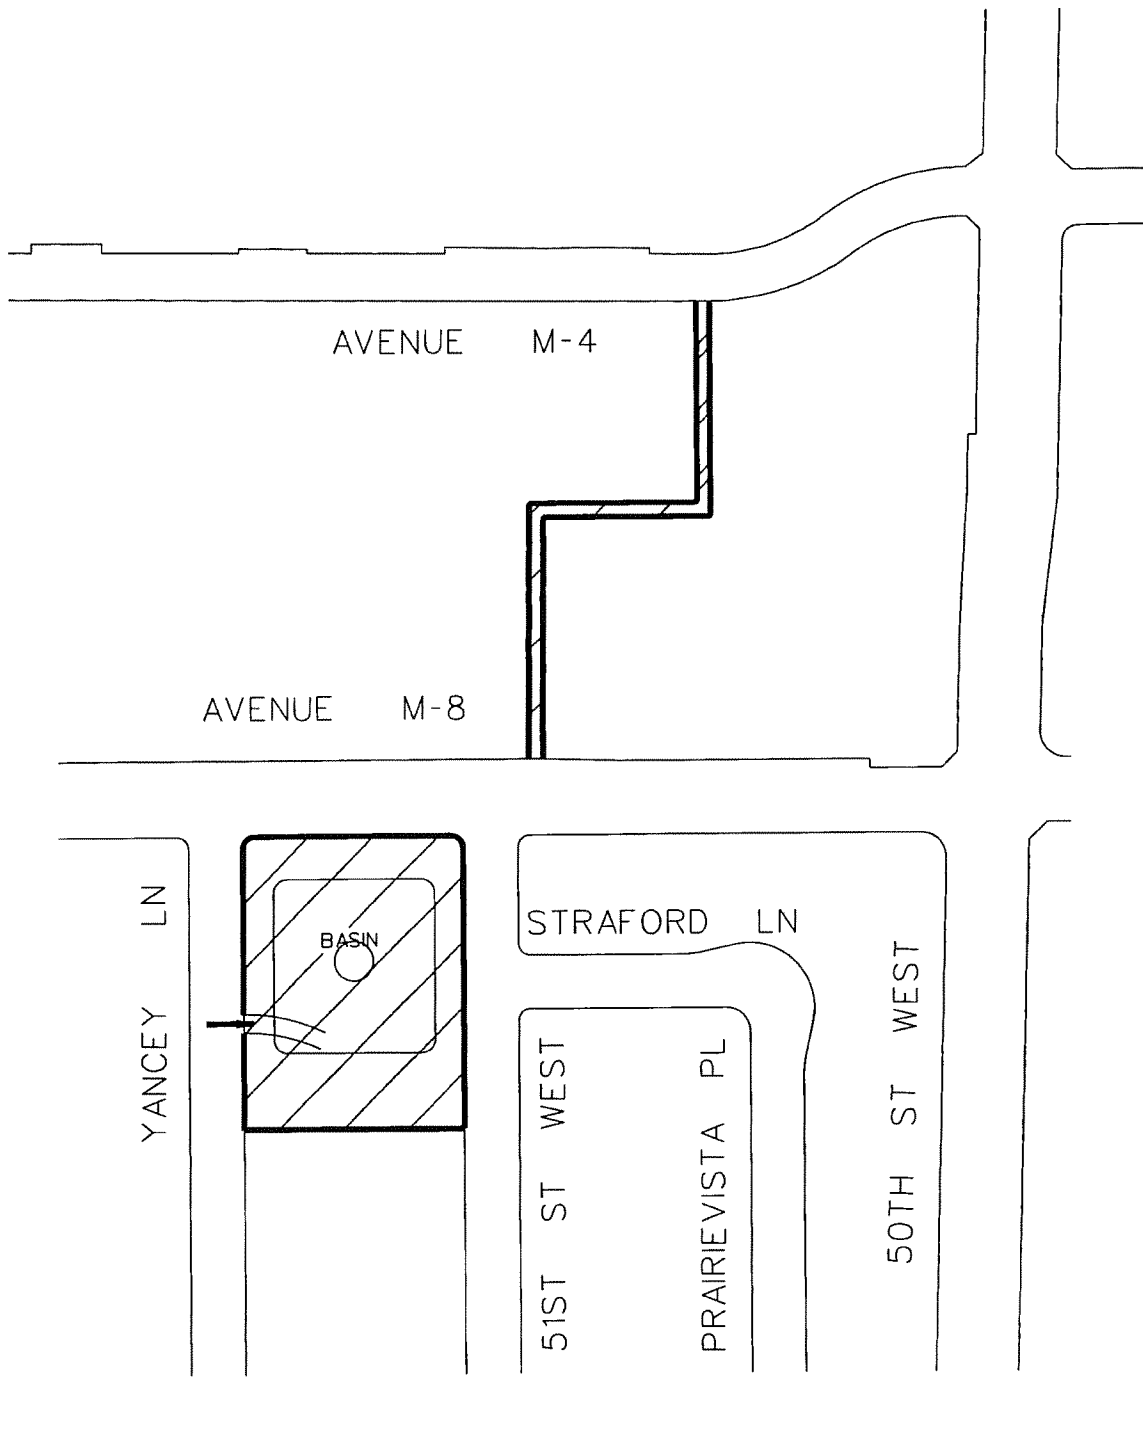 AVENUE M-4
AVENUE M-8
STRAFORD LN
BASIN
YANCEY LN
51ST ST WEST
PRAIRIEVISTA PL
50TH ST WEST